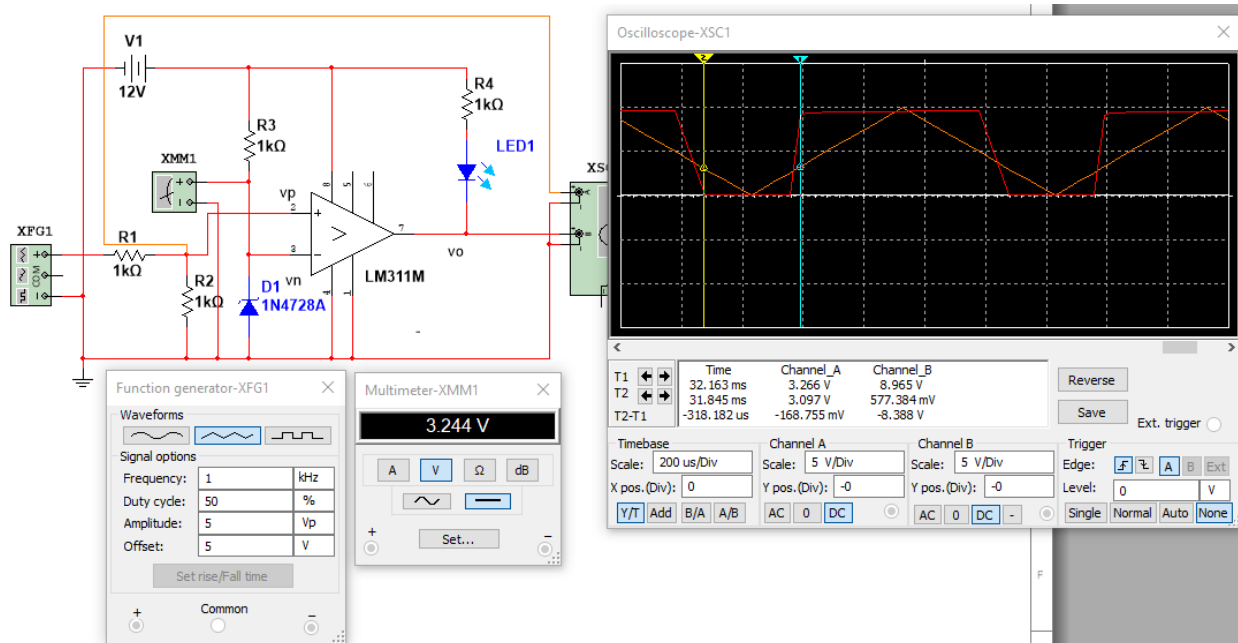 V1
12V
R3
1kΩ
R4
1kΩ
LED1
XMM1
XFG1
COM
R1
1kΩ
R2
1kΩ
vp
vn
D1
1N4728A
8
5
6
2
3
7
4
1
LM311M
vo
XSC
A
B
Oscilloscope-XSC1
2
1
T1
T2
T2-T1
Time Channel_A Channel_B
32.163 ms 3.266 V 8.965 V
31.845 ms 3.097 V 577.384 mV
-318.182 us -168.755 mV -8.388 V
Reverse
Save
Ext. trigger
Timebase
Scale: 200 us/Div
X pos.(Div): 0
Y/T Add B/A A/B
Channel A
Scale: 5 V/Div
Y pos.(Div): -0
AC 0 DC
Channel B
Scale: 5 V/Div
Y pos.(Div): -0
AC 0 DC -
Trigger
Edge: A B Ext
Level: 0 V
Single Normal Auto None
Function generator-XFG1
Waveforms
Signal options
Frequency: 1 kHz
Duty cycle: 50 %
Amplitude: 5 Vp
Offset: 5 V
Set rise/Fall time
+ Common −
Multimeter-XMM1
3.244 V
A V Ω dB
+ Set... −
F